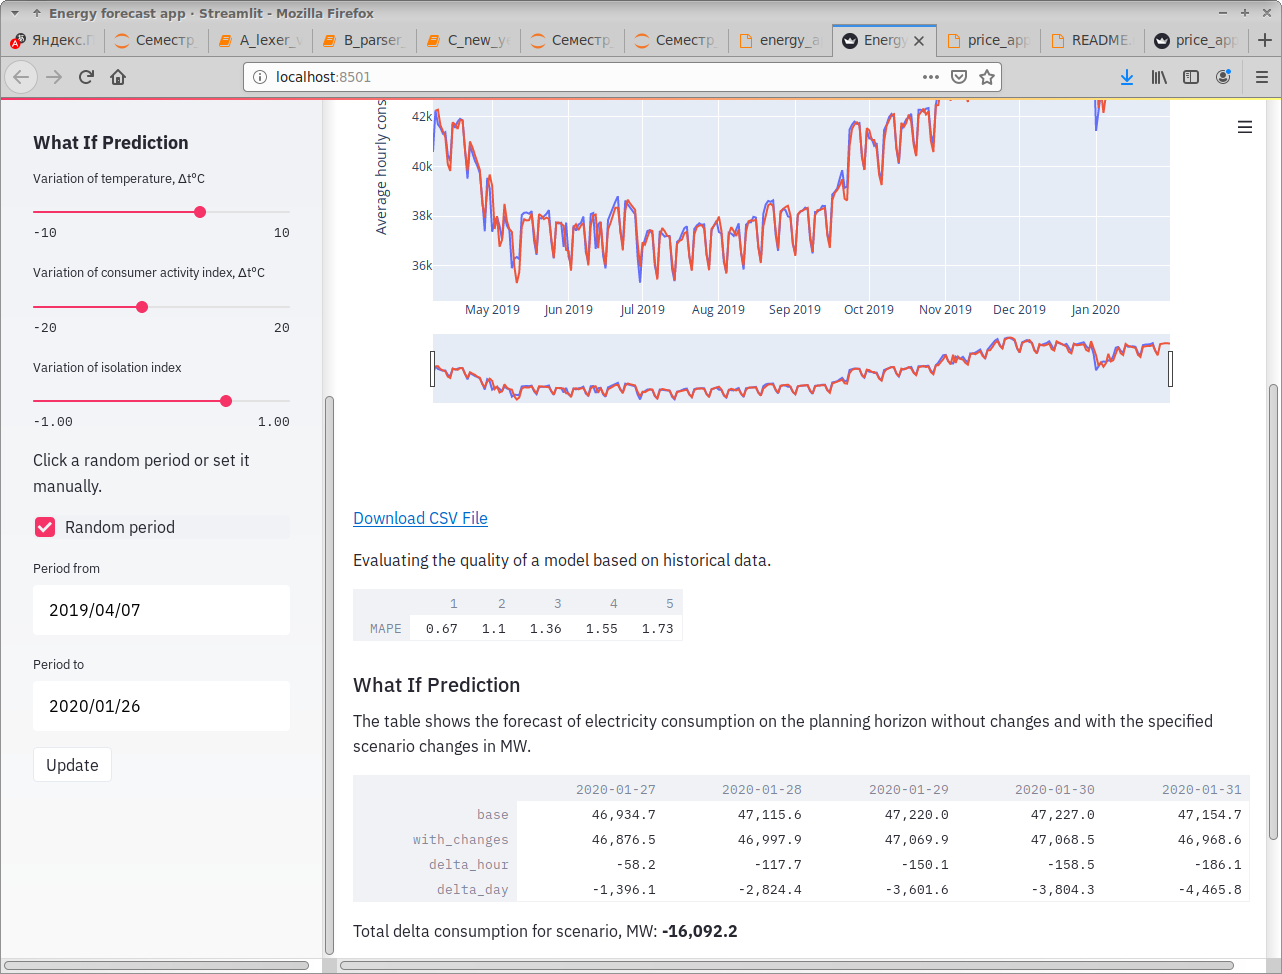 Energy forecast app · Streamlit - Mozilla Firefox
Яндекс.П
Семестр_
A_lexer_v
B_parser_
C_new_ye
Семестр_
Семестр_
energy_a
Energy
price_app
README.
price_app
localhost:8501
What If Prediction
Variation of temperature, Δt°C
-10 10
Variation of consumer activity index, Δt°C
-20 20
Variation of isolation index
-1.00 1.00
Click a random period or set it
manually.
Random period
Period from
2019/04/07
Period to
2020/01/26
Update
Average hourly cons
42k
40k
38k
36k
May 2019 Jun 2019 Jul 2019 Aug 2019 Sep 2019 Oct 2019 Nov 2019 Dec 2019 Jan 2020
Download CSV File
Evaluating the quality of a model based on historical data.
1 2 3 4 5
MAPE 0.67 1.1 1.36 1.55 1.73
What If Prediction
The table shows the forecast of electricity consumption on the planning horizon without changes and with the specified
scenario changes in MW.
2020-01-27 2020-01-28 2020-01-29 2020-01-30 2020-01-31
base 46,934.7 47,115.6 47,220.0 47,227.0 47,154.7
with_changes 46,876.5 46,997.9 47,069.9 47,068.5 46,968.6
delta_hour -58.2 -117.7 -150.1 -158.5 -186.1
delta_day -1,396.1 -2,824.4 -3,601.6 -3,804.3 -4,465.8
Total delta consumption for scenario, MW: -16,092.2